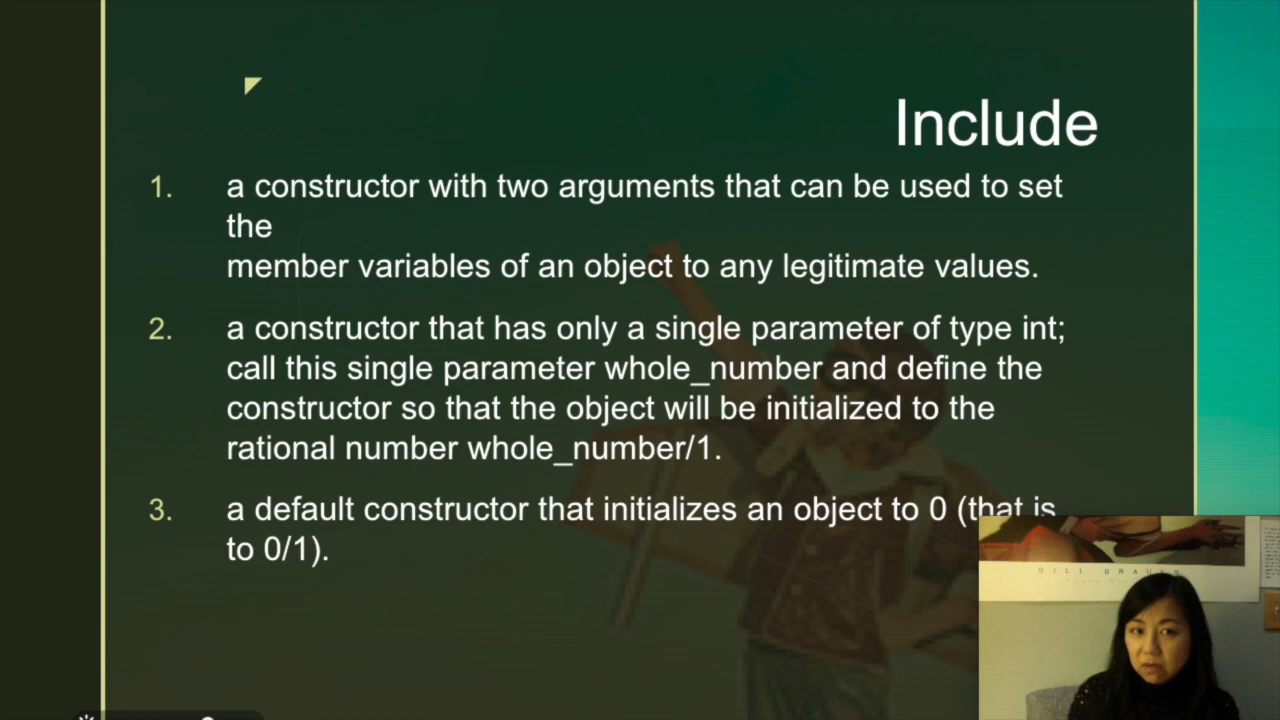 Include
1. a constructor with two arguments that can be used to set
the
member variables of an object to any legitimate values.
2. a constructor that has only a single parameter of type int;
call this single parameter whole_number and define the
constructor so that the object will be initialized to the
rational number whole_number/1.
3. a default constructor that initializes an object to 0 (that is
to 0/1).